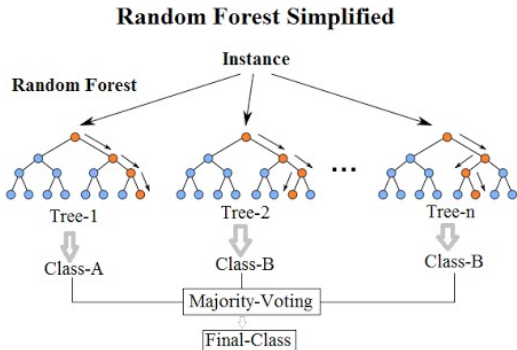 Random Forest Simplified
Instance
Random Forest
...
Tree-1
Tree-2
Tree-n
Class-A
Class-B
Class-B
Majority-Voting
Final-Class